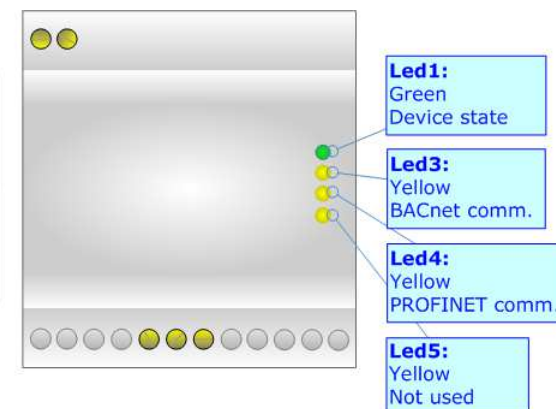 Led1:
Green
Device state
Led3:
Yellow
BACnet comm.
Led4:
Yellow
PROFINET comm.
Led5:
Yellow
Not used